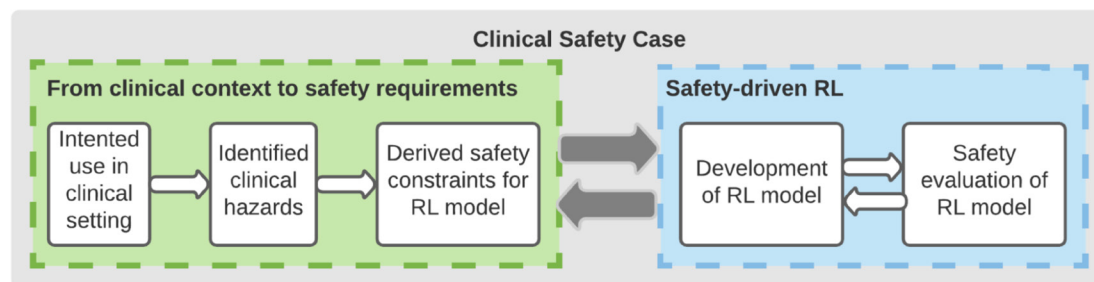 Clinical Safety Case
From clinical context to safety requirements
Intented
use in
clinical
setting
Identified
clinical
hazards
Derived safety
constraints for
RL model
Safety-driven RL
Development
of RL model
Safety
evaluation of
RL model